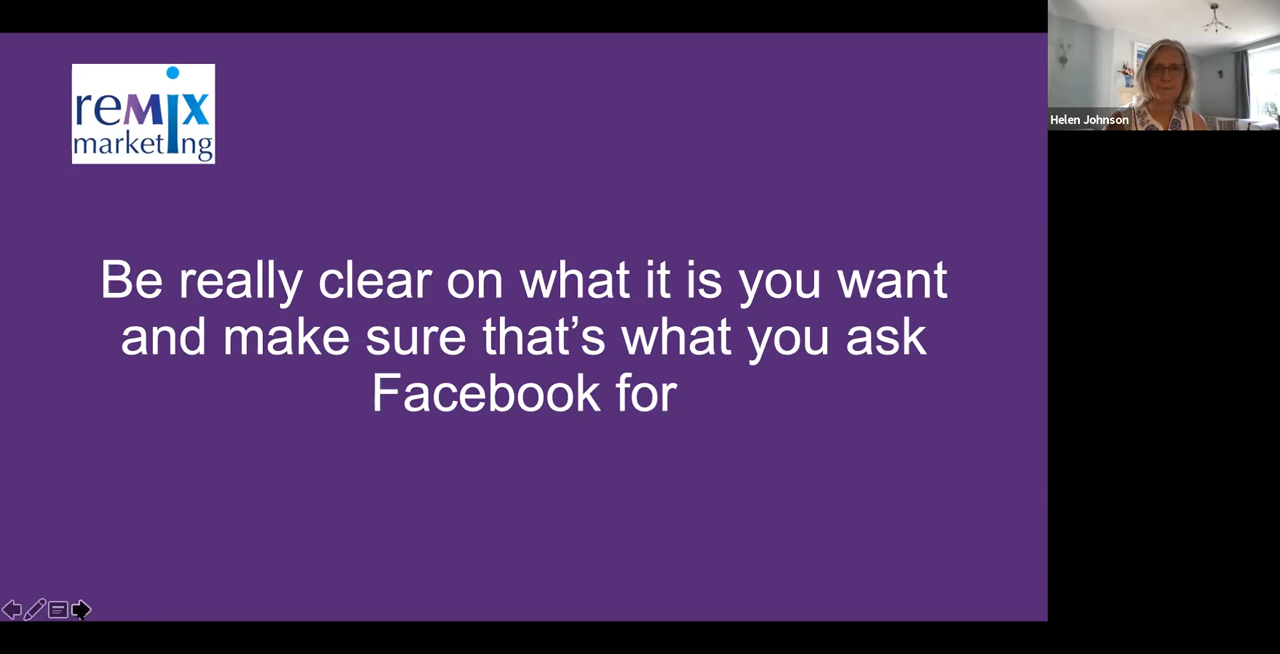 remix
marketing
Be really clear on what it is you want
and make sure that’s what you ask
Facebook for
Helen Johnson